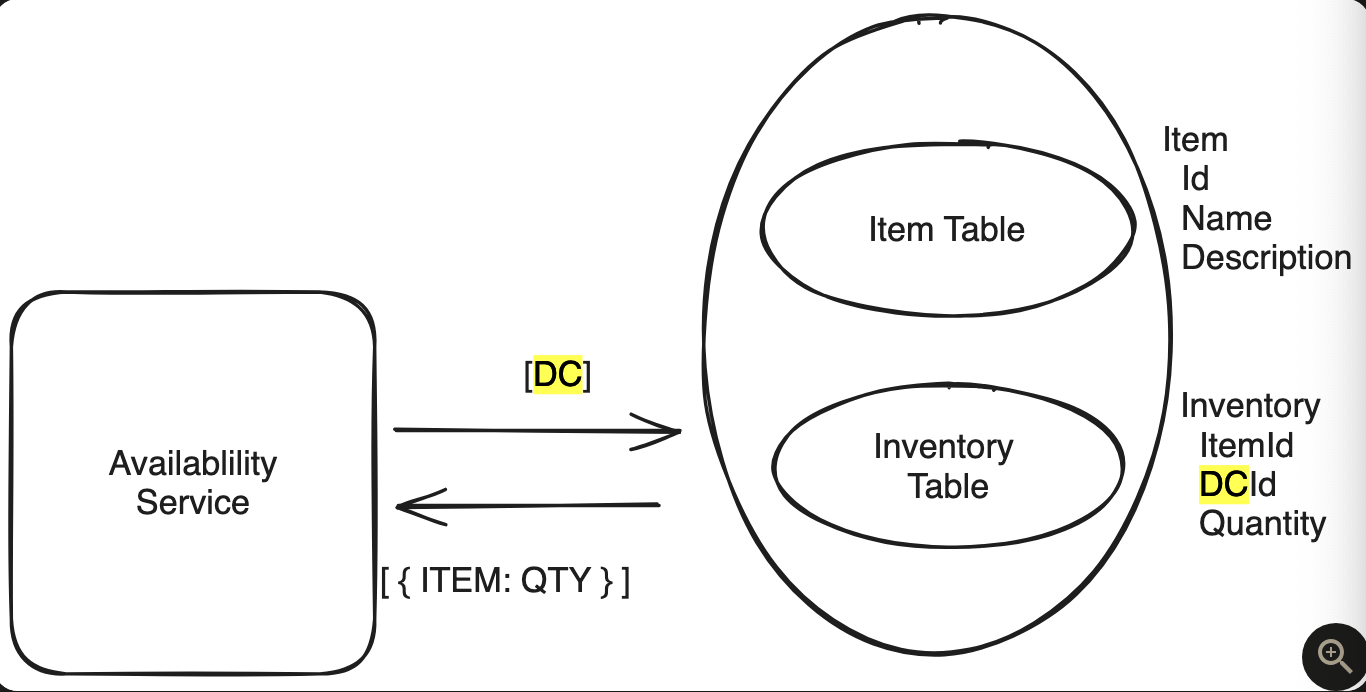 Item
Id
Name
Description
Item Table
[DC]
Availablility
Service
Inventory
Table
Inventory
ItemId
DCId
Quantity
[ { ITEM: QTY } ]